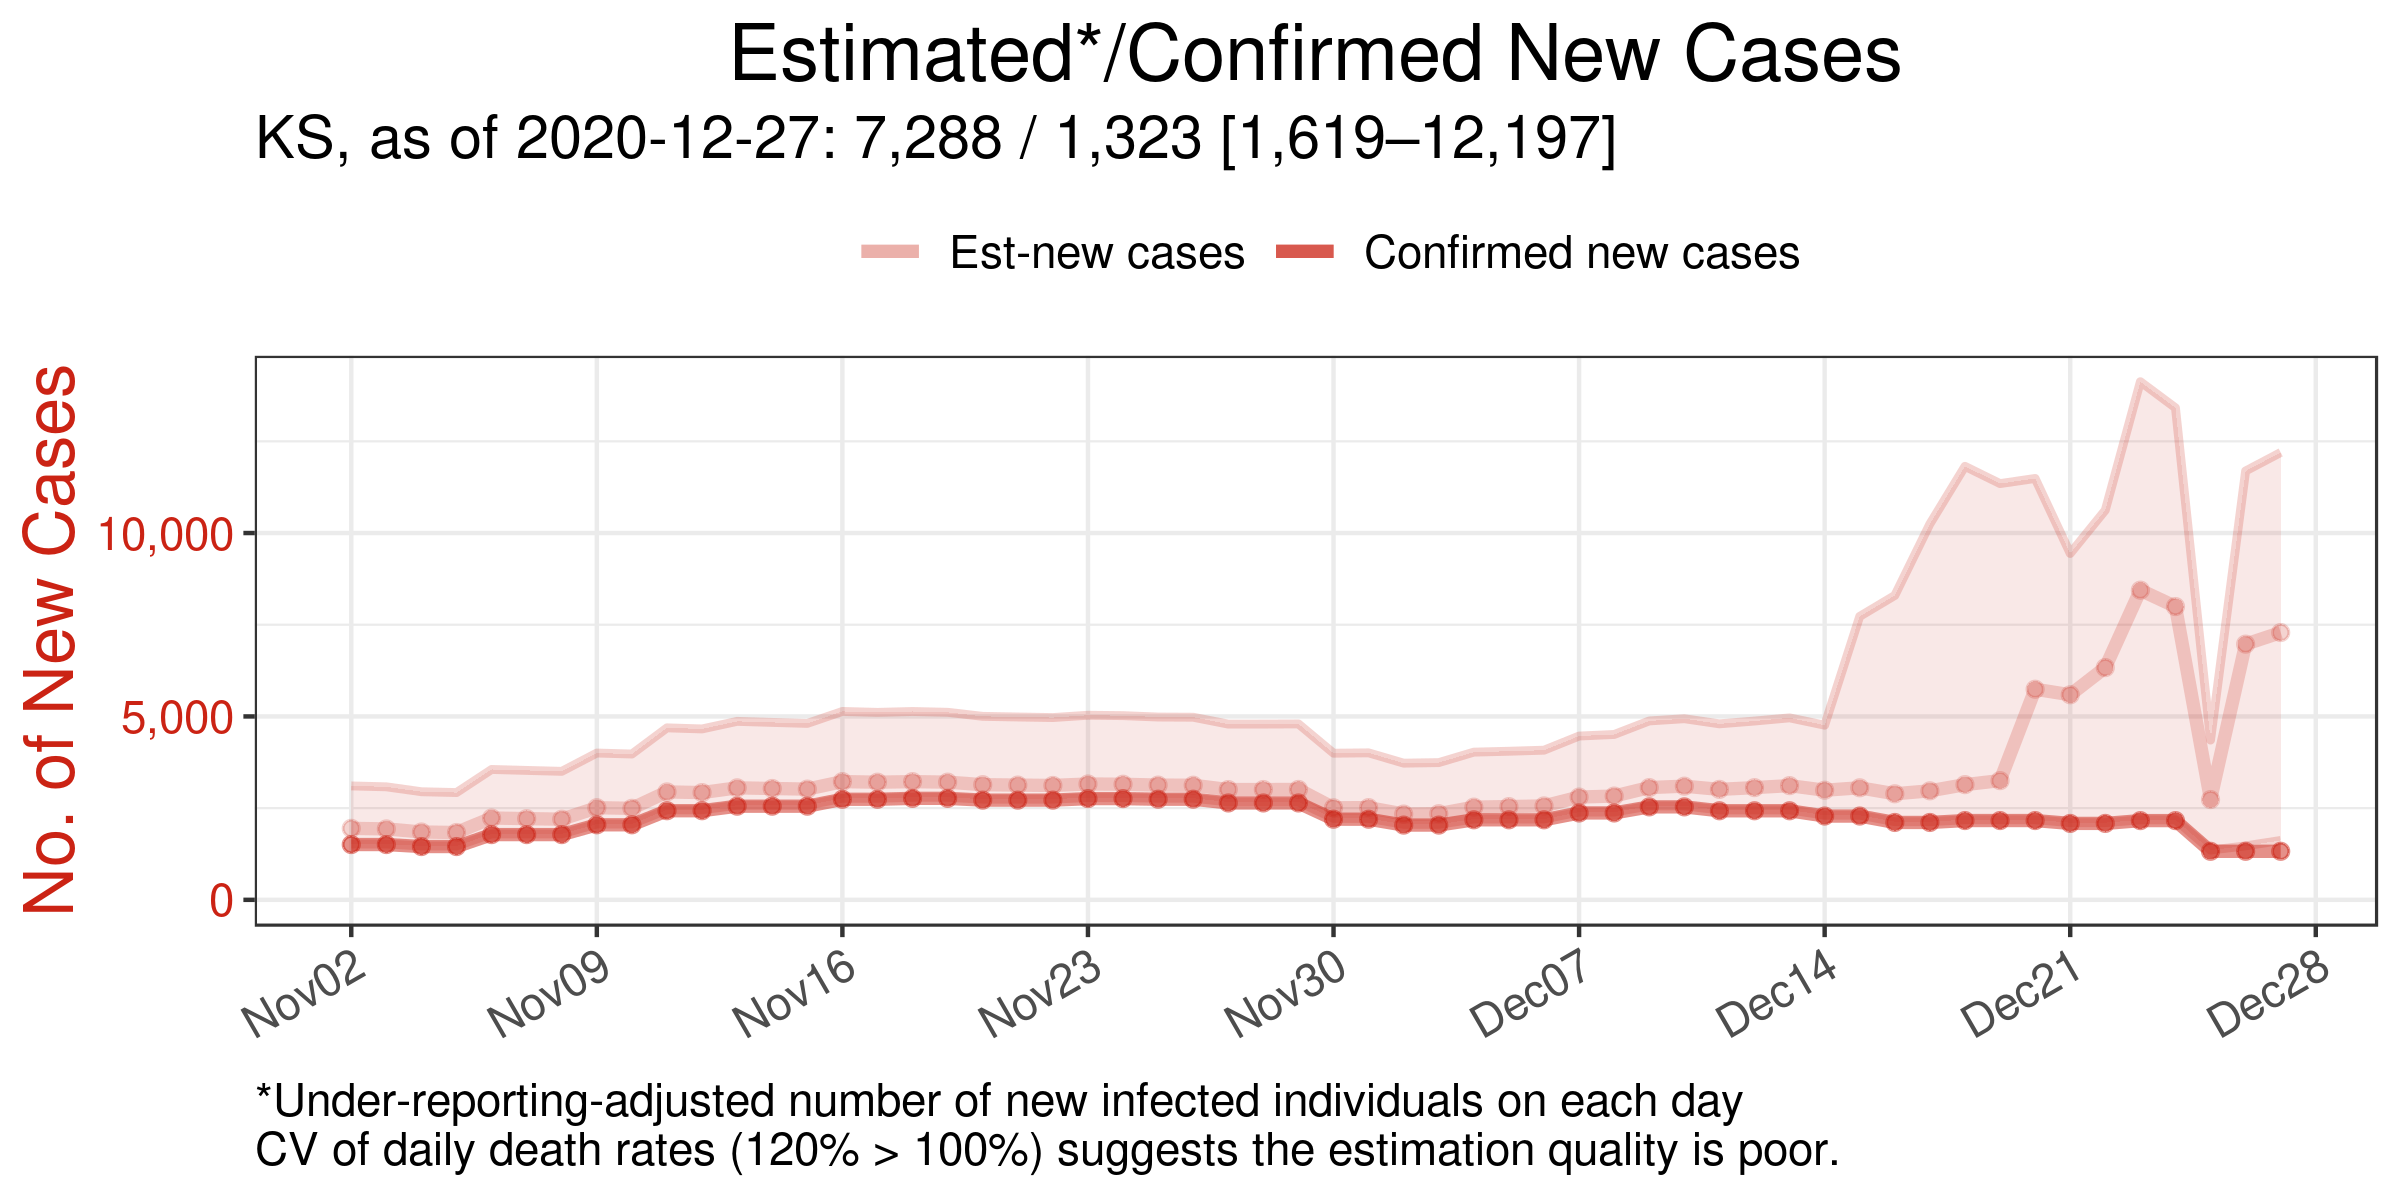 Estimated*/Confirmed New Cases
KS, as of 2020-12-27: 7,288 / 1,323 [1,619–12,197]
Est-new cases
Confirmed new cases
No. of New Cases
10,000
5,000
0
Nov02
Nov09
Nov16
Nov23
Nov30
Dec07
Dec14
Dec21
Dec28
*Under-reporting-adjusted number of new infected individuals on each day
CV of daily death rates (120% > 100%) suggests the estimation quality is poor.